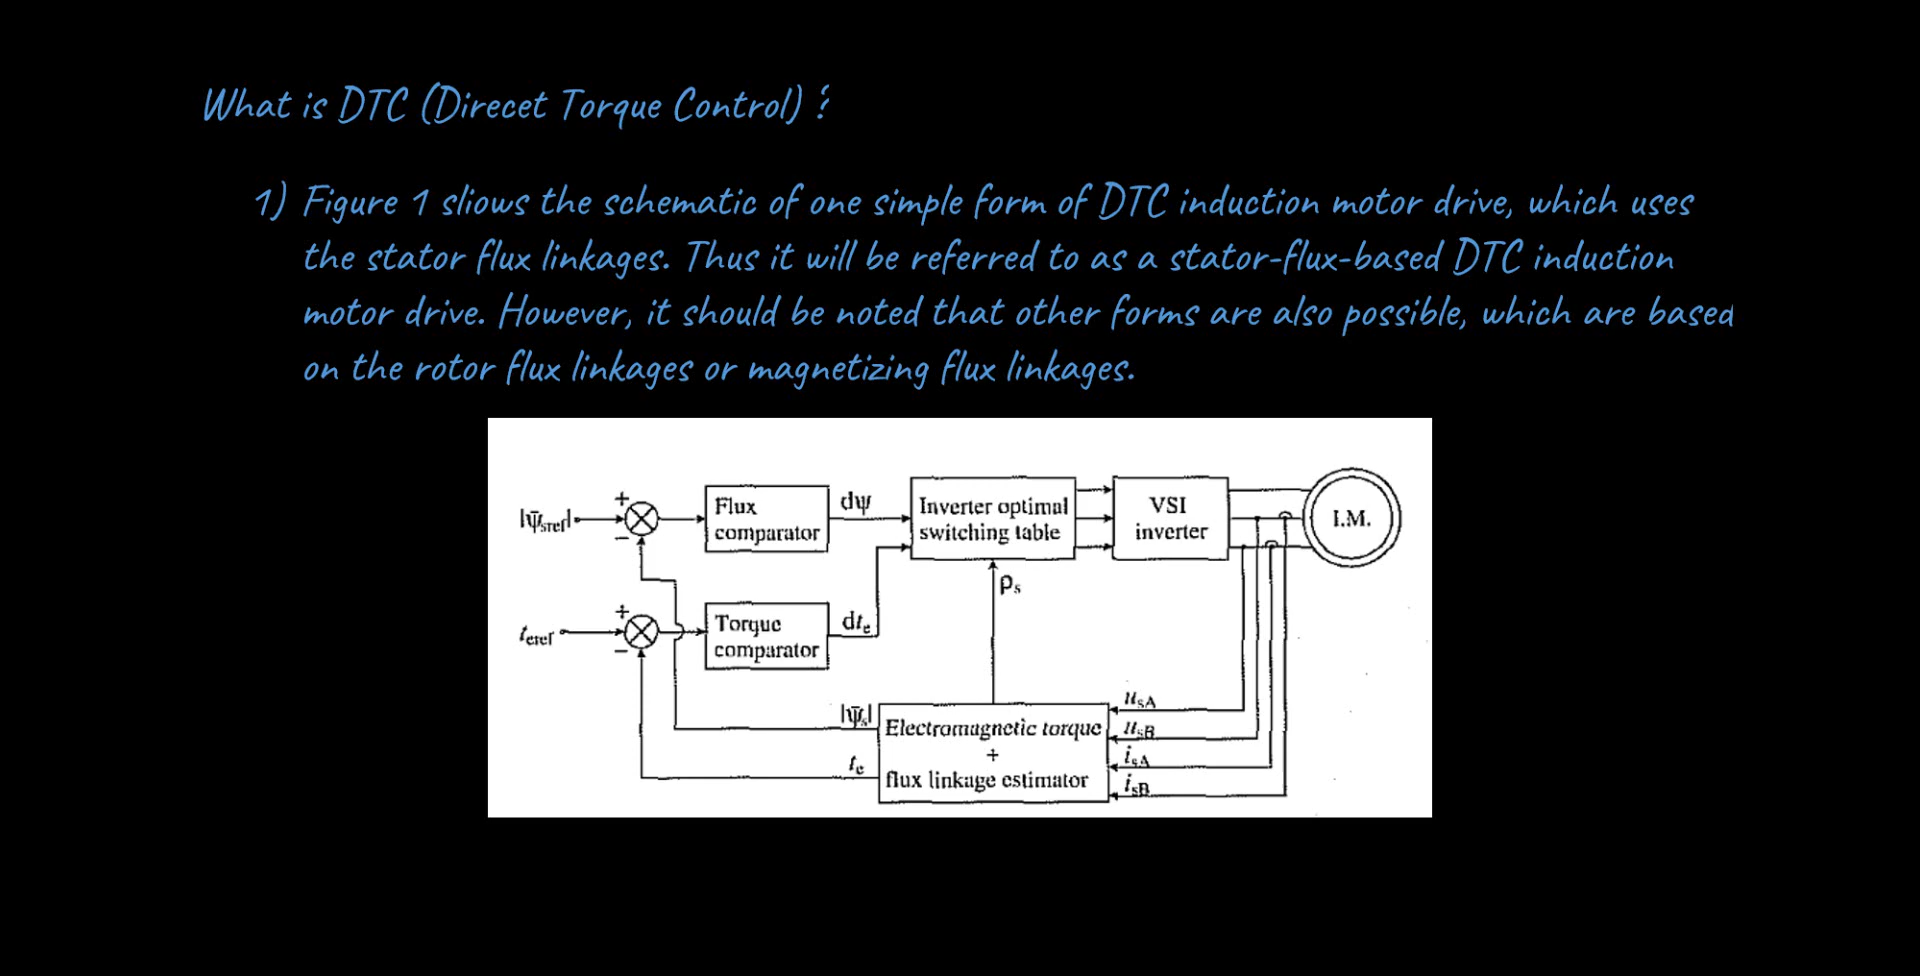 What is DTC (Direcet Torque Control) ?
1) Figure 1 sliows the schematic of one simple form of DTC induction motor drive, which uses
the stator flux linkages. Thus it will be referred to as a stator-flux-based DTC induction
motor drive. However, it should be noted that other forms are also possible, which are based
on the rotor flux linkages or magnetizing flux linkages.
|ψ̄sref|
+
−
Flux
comparator
dψ
Inverter optimal
switching table
VSI
inverter
I.M.
ρs
teref
+
−
Torque
comparator
dte
|ψ̄s|
te
Electromagnetic torque
+
flux linkage estimator
usA
usB
isA
isB